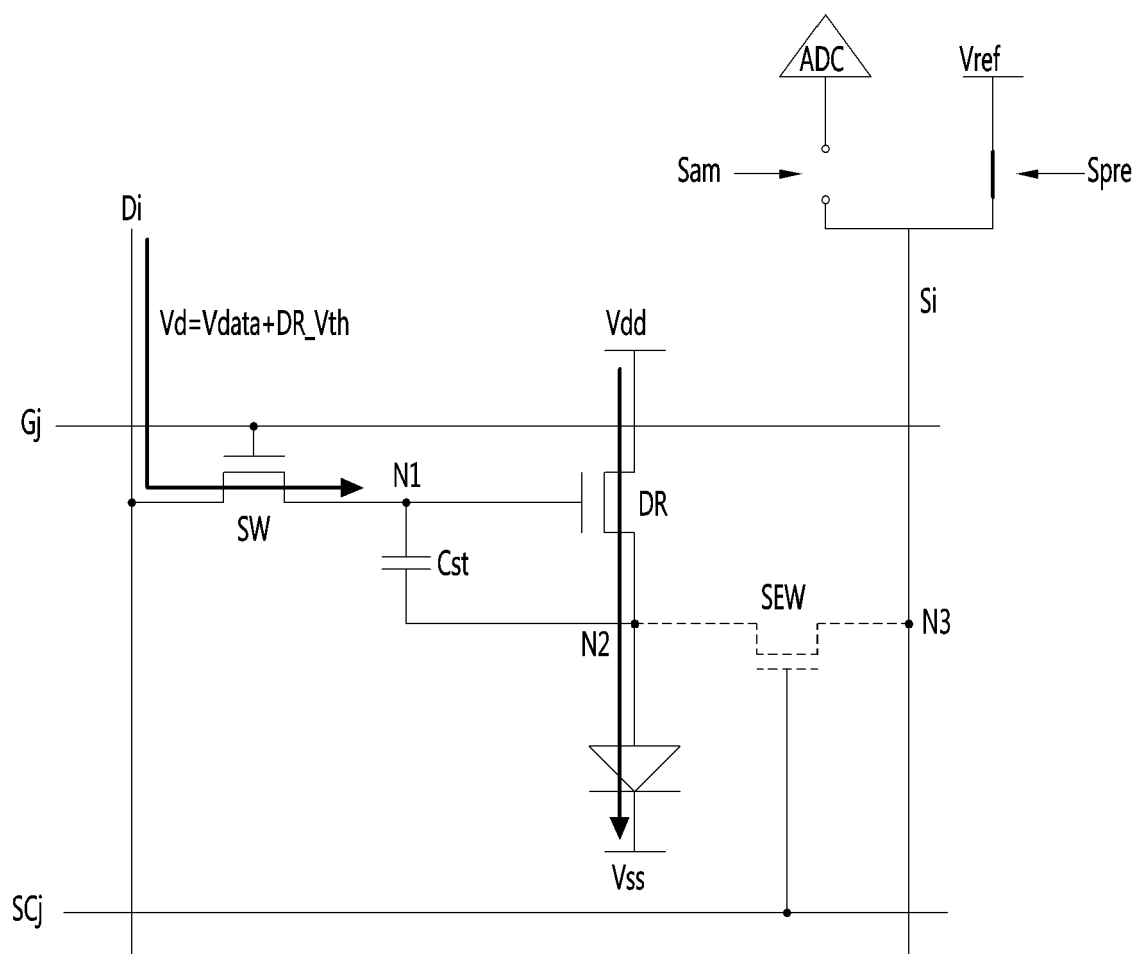 ADC
Vref
Sam
Spre
Di
Si
Vd=Vdata+DR_Vth
Vdd
Gj
N1
DR
SW
Cst
SEW
N2
N3
Vss
SCj